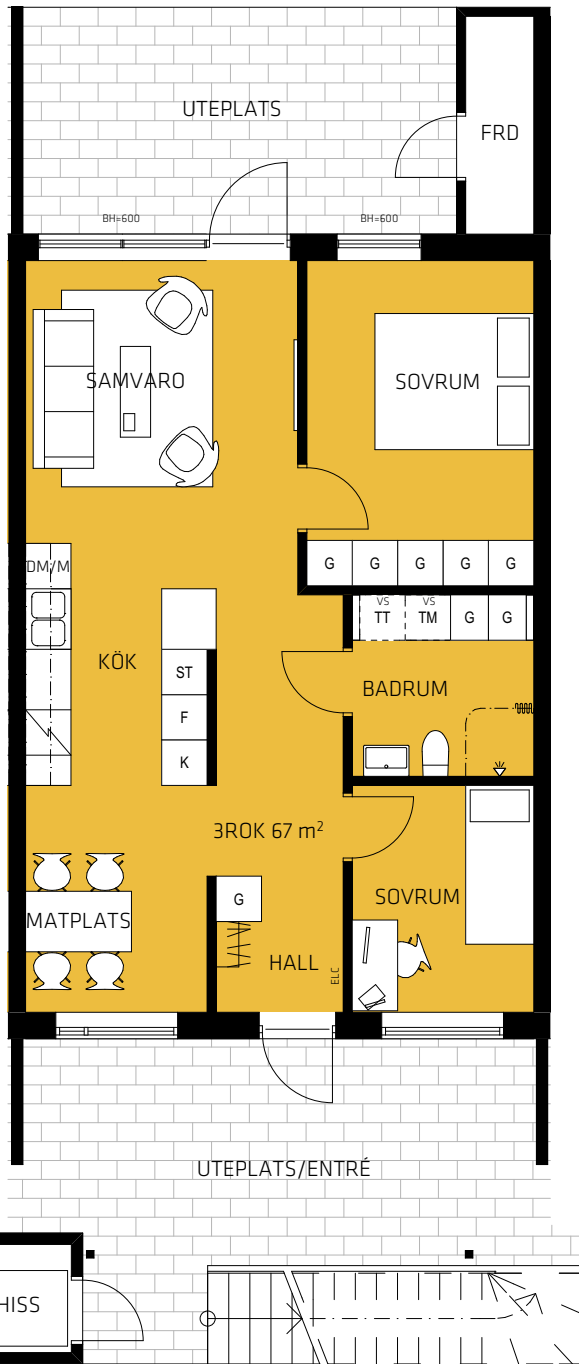 UTEPLATS
FRD
BH=600
BH=600
SAMVARO
SOVRUM
DM/M
G
G
G
G
G
VS
TT
VS
TM
G
G
KÖK
ST
F
K
BADRUM
3ROK 67 m²
G
SOVRUM
MATPLATS
HALL
ELC
UTEPLATS/ENTRÉ
HISS